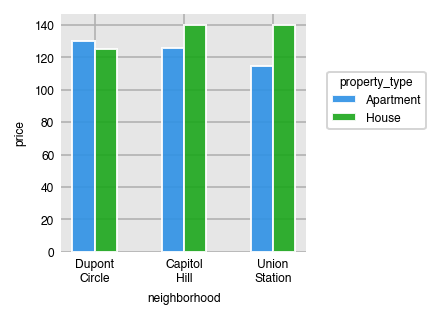 140
120
100
80
60
40
20
0
price
Dupont
Circle
Capitol
Hill
Union
Station
neighborhood
property_type
Apartment
House